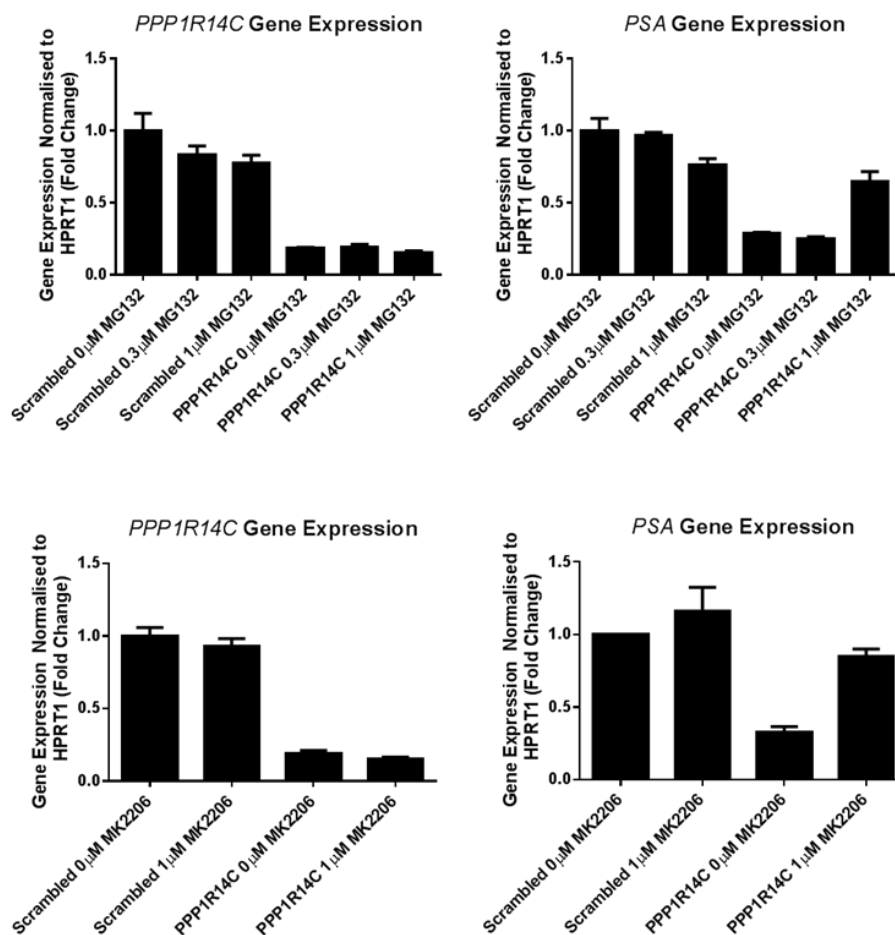 PPP1R14C Gene Expression
Gene Expression Normalised to
HPRT1 (Fold Change)
1.5
1.0
0.5
0.0
Scrambled 0µM MG132
Scrambled 0.3µM MG132
Scrambled 1µM MG132
PPP1R14C 0µM MG132
PPP1R14C 0.3µM MG132
PPP1R14C 1µM MG132
PSA Gene Expression
Gene Expression Normalised to
HPRT1 (Fold Change)
1.5
1.0
0.5
0.0
Scrambled 0µM MG132
Scrambled 0.3µM MG132
Scrambled 1µM MG132
PPP1R14C 0µM MG132
PPP1R14C 0.3µM MG132
PPP1R14C 1µM MG132
PPP1R14C Gene Expression
Gene Expression Normalised to
HPRT1 (Fold Change)
1.5
1.0
0.5
0.0
Scrambled 0µM MK2206
Scrambled 1µM MK2206
PPP1R14C 0µM MK2206
PPP1R14C 1µM MK2206
PSA Gene Expression
Gene Expression Normalised to
HPRT1 (Fold Change)
1.5
1.0
0.5
0.0
Scrambled 0µM MK2206
Scrambled 1µM MK2206
PPP1R14C 0µM MK2206
PPP1R14C 1µM MK2206